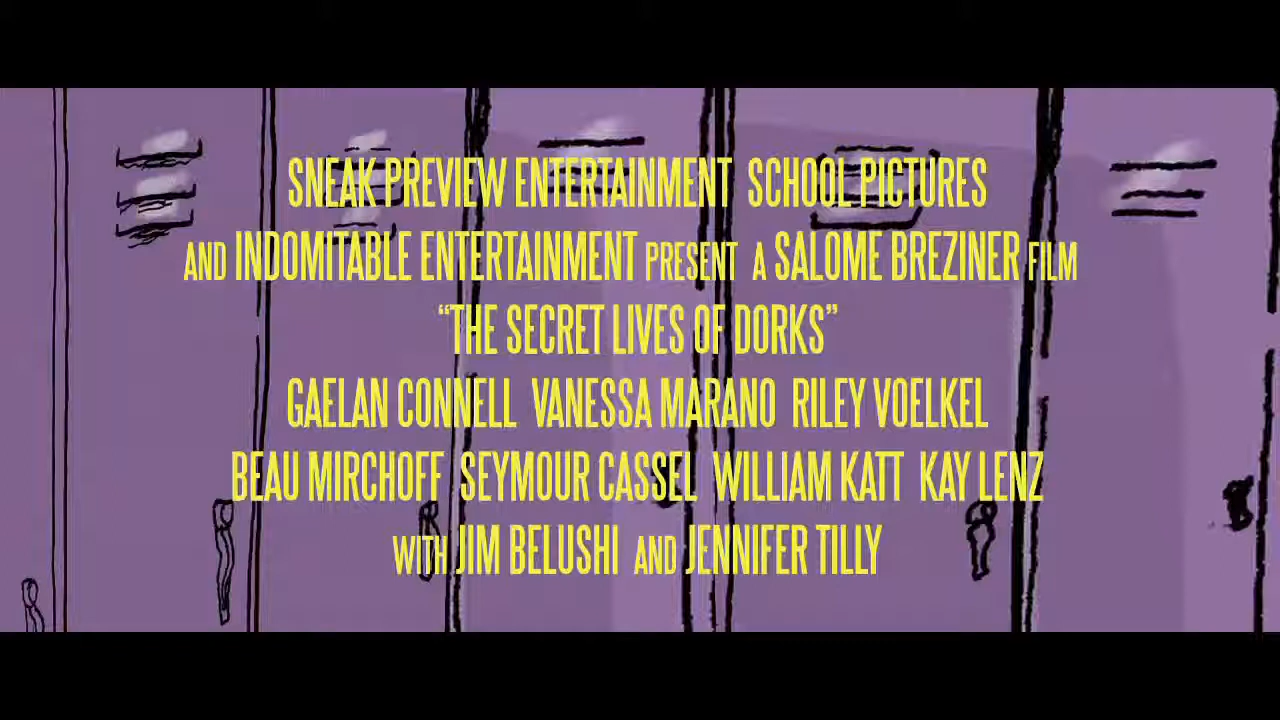 SNEAK PREVIEW ENTERTAINMENT SCHOOL PICTURES
AND INDOMITABLE ENTERTAINMENT PRESENT A SALOME BREZINER FILM
“THE SECRET LIVES OF DORKS”
GAELAN CONNELL VANESSA MARANO RILEY VOELKEL
BEAU MIRCHOFF SEYMOUR CASSEL WILLIAM KATT KAY LENZ
WITH JIM BELUSHI AND JENNIFER TILLY